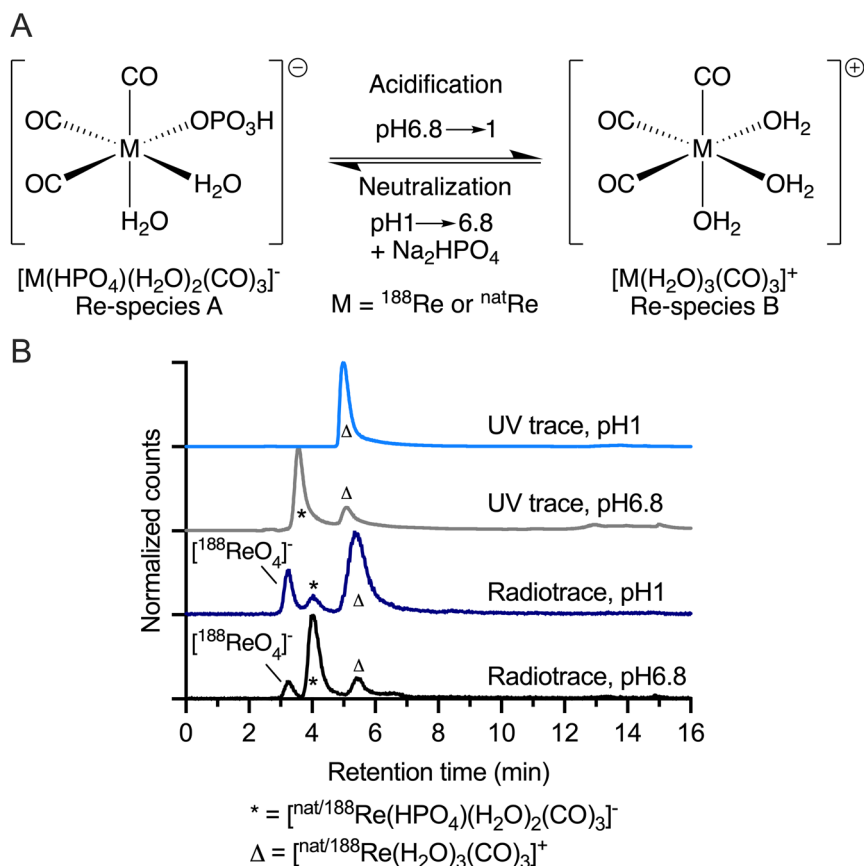 A
CO
OC
OPO₃H
M
OC
H₂O
H₂O
⊖
[M(HPO₄)(H₂O)₂(CO)₃]⁻
Re-species A
Acidification
pH6.8⟶1
Neutralization
pH1⟶6.8
+ Na₂HPO₄
M = ¹⁸⁸Re or ⁿᵃᵗRe
CO
OC
OH₂
M
OC
OH₂
OH₂
⊕
[M(H₂O)₃(CO)₃]⁺
Re-species B
B
Normalized counts
Δ
UV trace, pH1
*
Δ
UV trace, pH6.8
[¹⁸⁸ReO₄]⁻
*
Δ
Radiotrace, pH1
[¹⁸⁸ReO₄]⁻
*
Δ
Radiotrace, pH6.8
0 2 4 6 8 10 12 14 16
Retention time (min)
* = [ⁿᵃᵗ/¹⁸⁸Re(HPO₄)(H₂O)₂(CO)₃]⁻
Δ = [ⁿᵃᵗ/¹⁸⁸Re(H₂O)₃(CO)₃]⁺